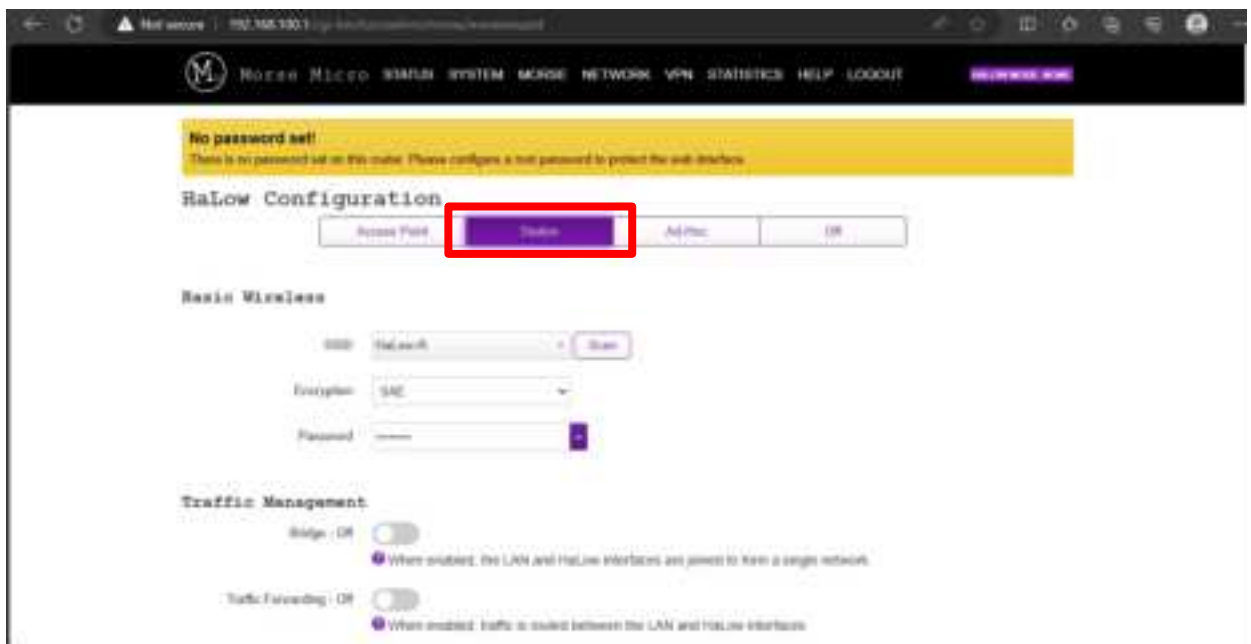 Not secure 192.168.100.1
Morse Micro STATUS SYSTEM MORSE NETWORK VPN STATISTICS HELP LOGOUT
No password set!
There is no password set on this router. Please configure a root password to protect the web interface.
HaLow Configuration
Access Point Station Ad-Hoc Off
Basic Wireless
SSID Scan
Encryption SAE
Password
Traffic Management
Bridge - Off
When enabled, the LAN and HaLow interfaces are joined to form a single network.
Traffic Forwarding - Off
When enabled, traffic is routed between the LAN and HaLow interfaces.